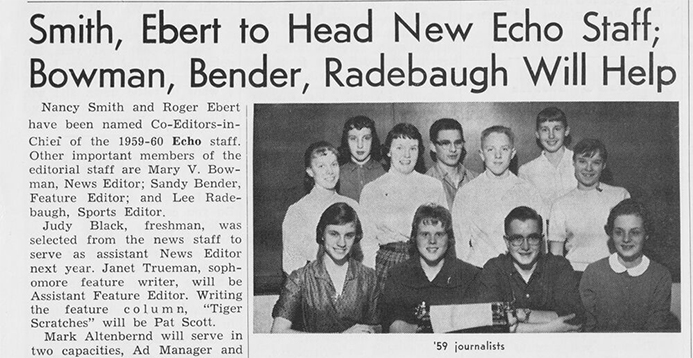 Smith, Ebert to Head New Echo Staff;
Bowman, Bender, Radebaugh Will Help
Nancy Smith and Roger Ebert
have been named Co-Editors-in-
Chief of the 1959-60 Echo staff.
Other important members of the
editorial staff are Mary V. Bow-
man, News Editor; Sandy Bender,
Feature Editor; and Lee Rade-
baugh, Sports Editor.
Judy Black, freshman, was
selected from the news staff to
serve as assistant News Editor
next year. Janet Trueman, soph-
omore feature writer, will be
Assistant Feature Editor. Writing
the feature column, "Tiger
Scratches" will be Pat Scott.
Mark Altenbernd will serve in
two capacities, Ad Manager and
'59 journalists